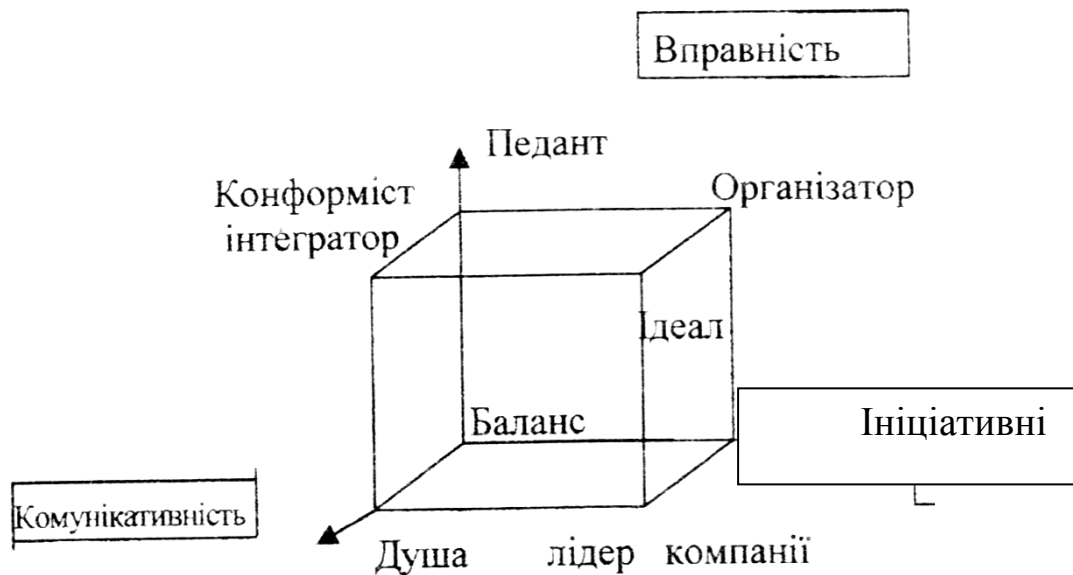 Вправність
Педант
Конформіст
інтегратор
Організатор
Ідеал
Баланс
Ініціативні
Комунікативність
Душа лідер компанії